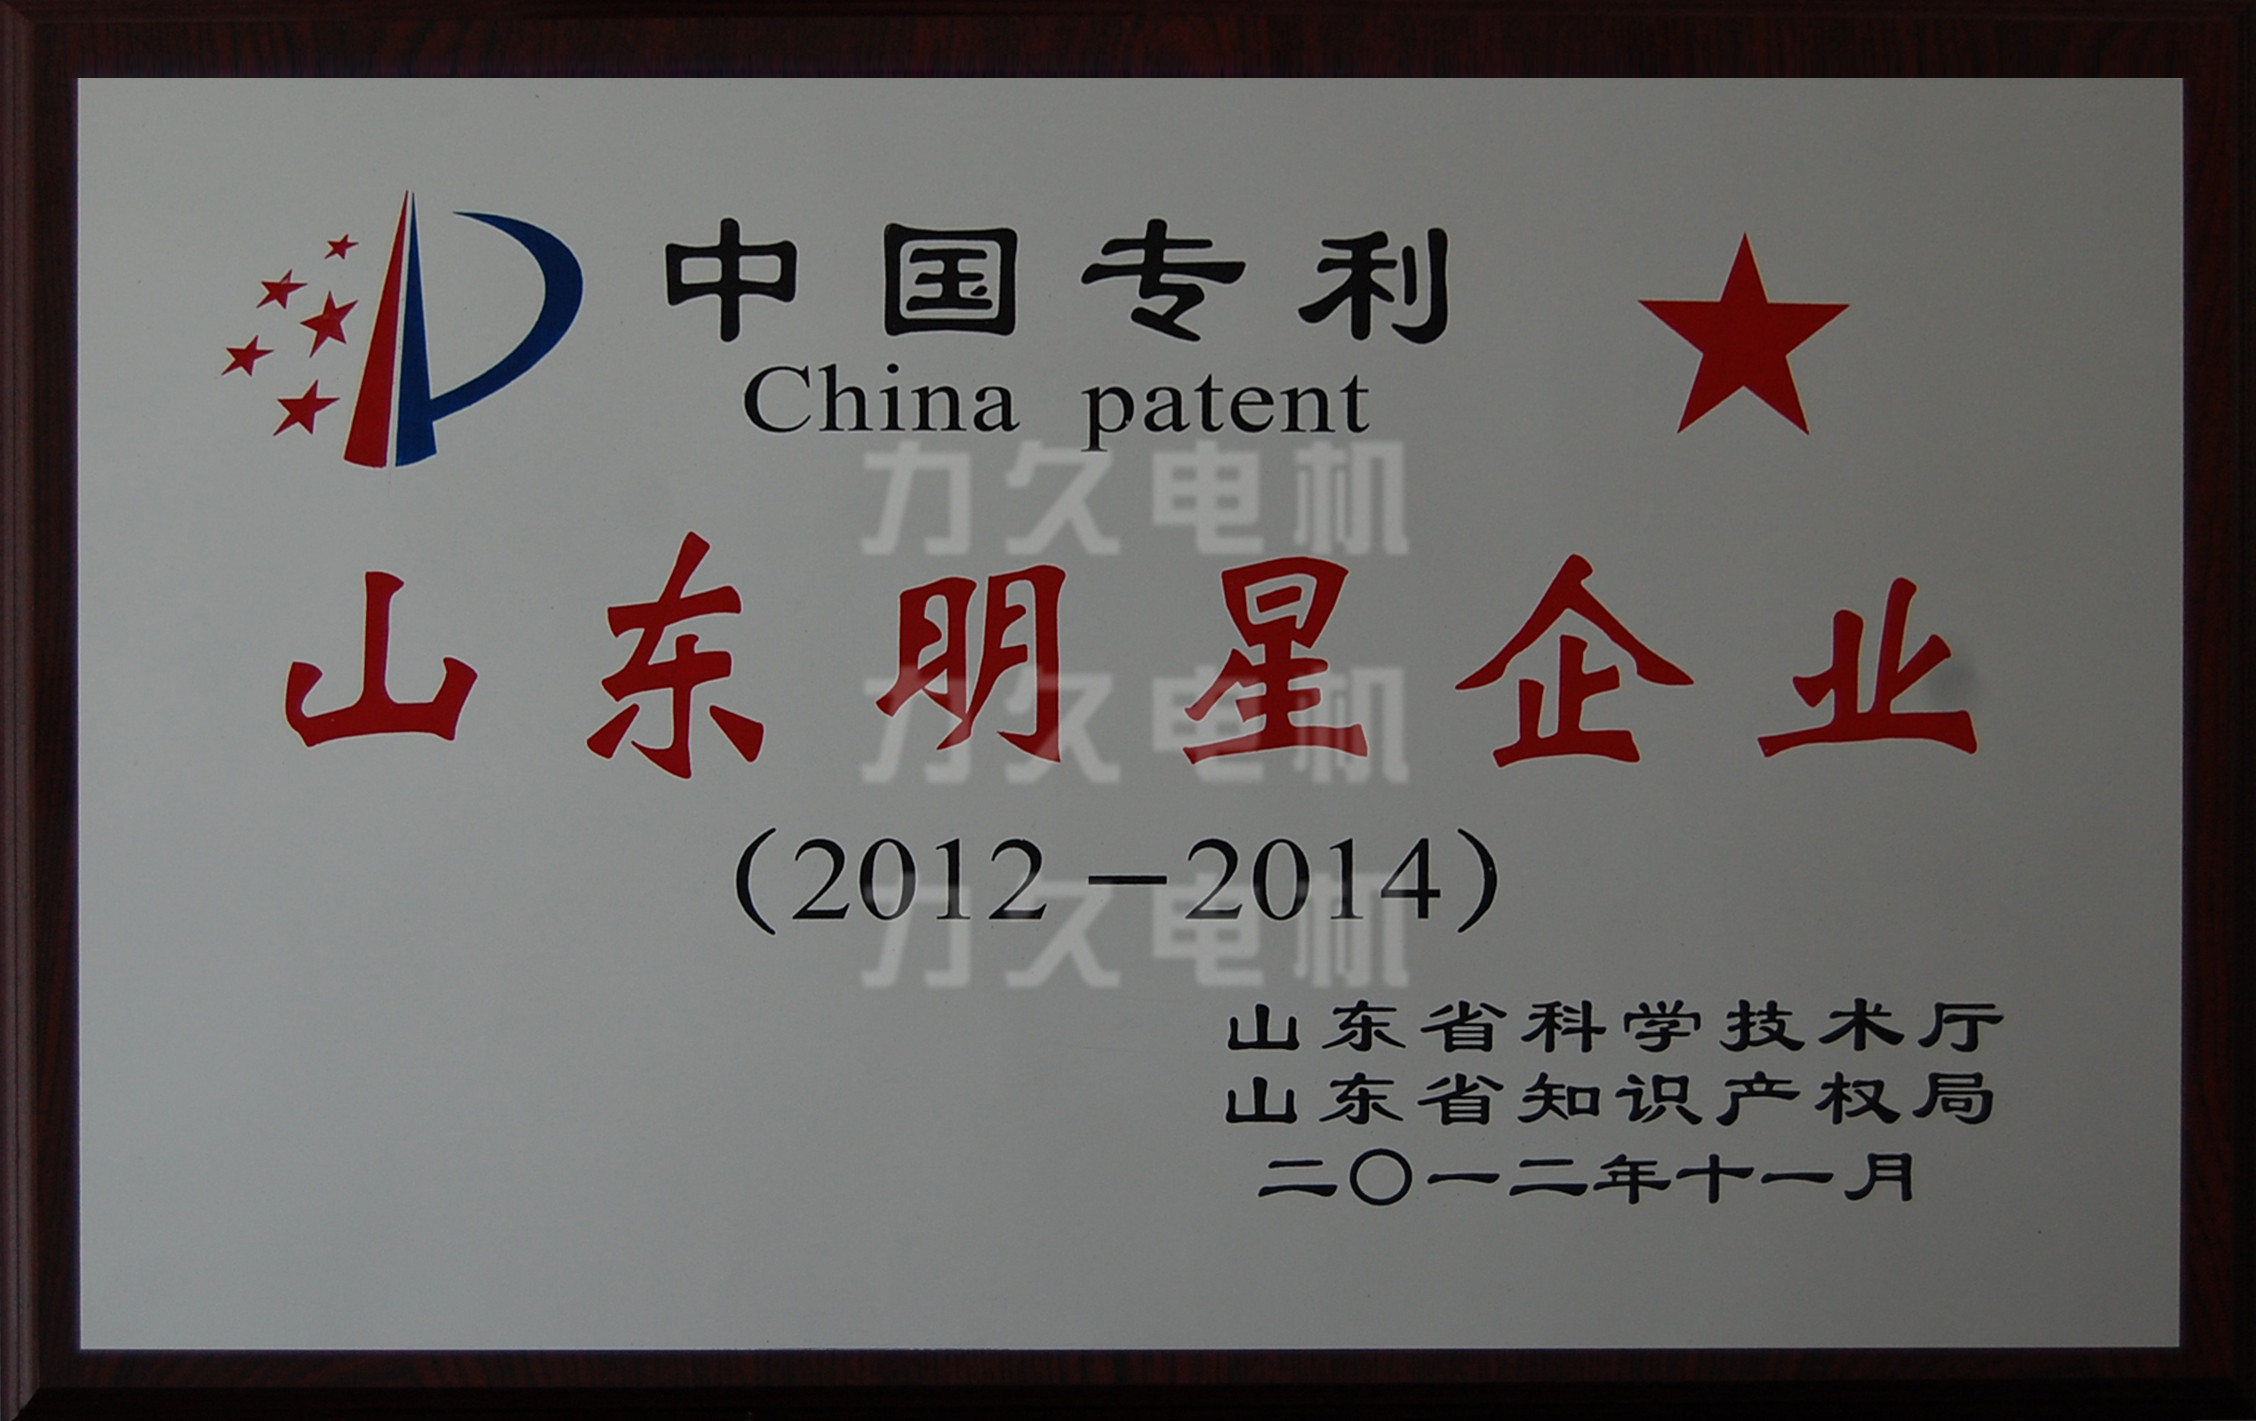 中国专利
China patent
力久电机
山东明星企业
力久电机
(2012-2014)
力久电机
山东省科学技术厅
山东省知识产权局
二〇一二年十一月